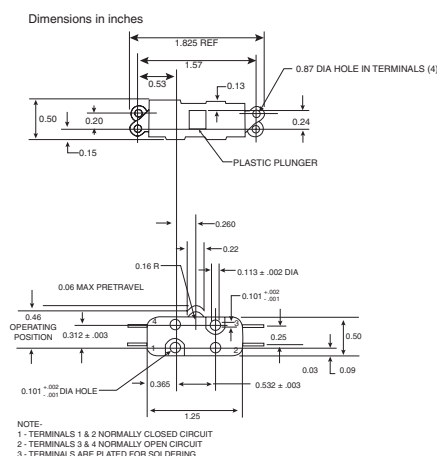 Dimensions in inches
1.825 REF
1.57
0.87 DIA HOLE IN TERMINALS (4)
0.53
0.13
0.50
0.20
0.24
0.15
PLASTIC PLUNGER
0.260
0.22
0.16 R
0.113 ± .002 DIA
0.06 MAX PRETRAVEL
0.101 +.002 -.001
0.46
OPERATING
POSITION
0.312 ± .003
4
3
0.25
0.50
1
2
0.101 +.002 -.001 DIA HOLE
0.365
0.532 ± .003
0.03
0.09
1.25
NOTE-
1 - TERMINALS 1 & 2 NORMALLY CLOSED CIRCUIT
2 - TERMINALS 3 & 4 NORMALLY OPEN CIRCUIT
3 - TERMINALS ARE PLATED FOR SOLDERING